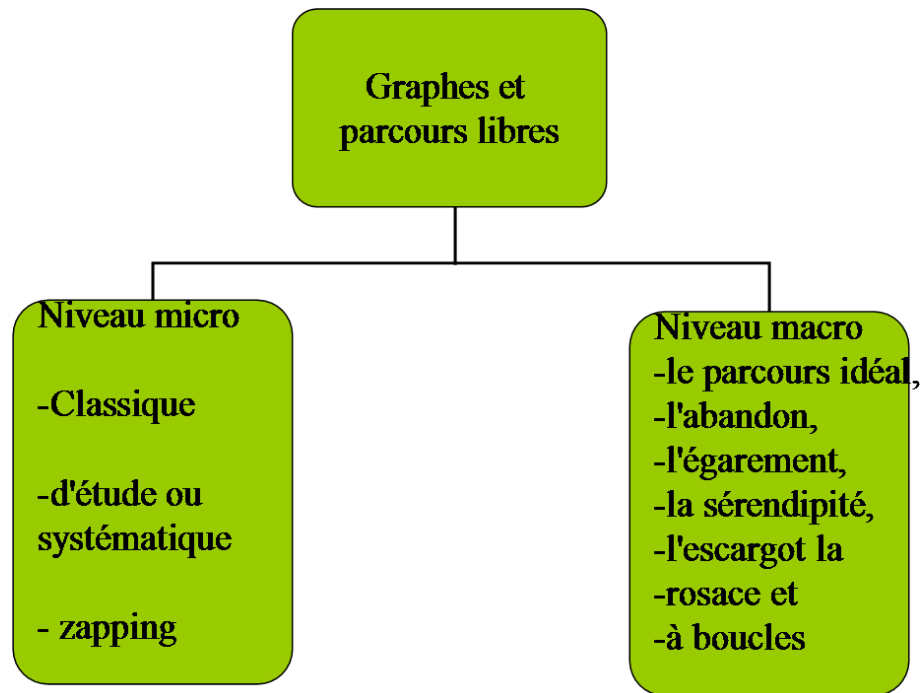 Graphes et
parcours libres
Niveau micro
-Classique
-d'étude ou
systématique
- zapping
Niveau macro
-le parcours idéal,
-l'abandon,
-l'égarement,
-la sérendipité,
-l'escargot la
-rosace et
-à boucles